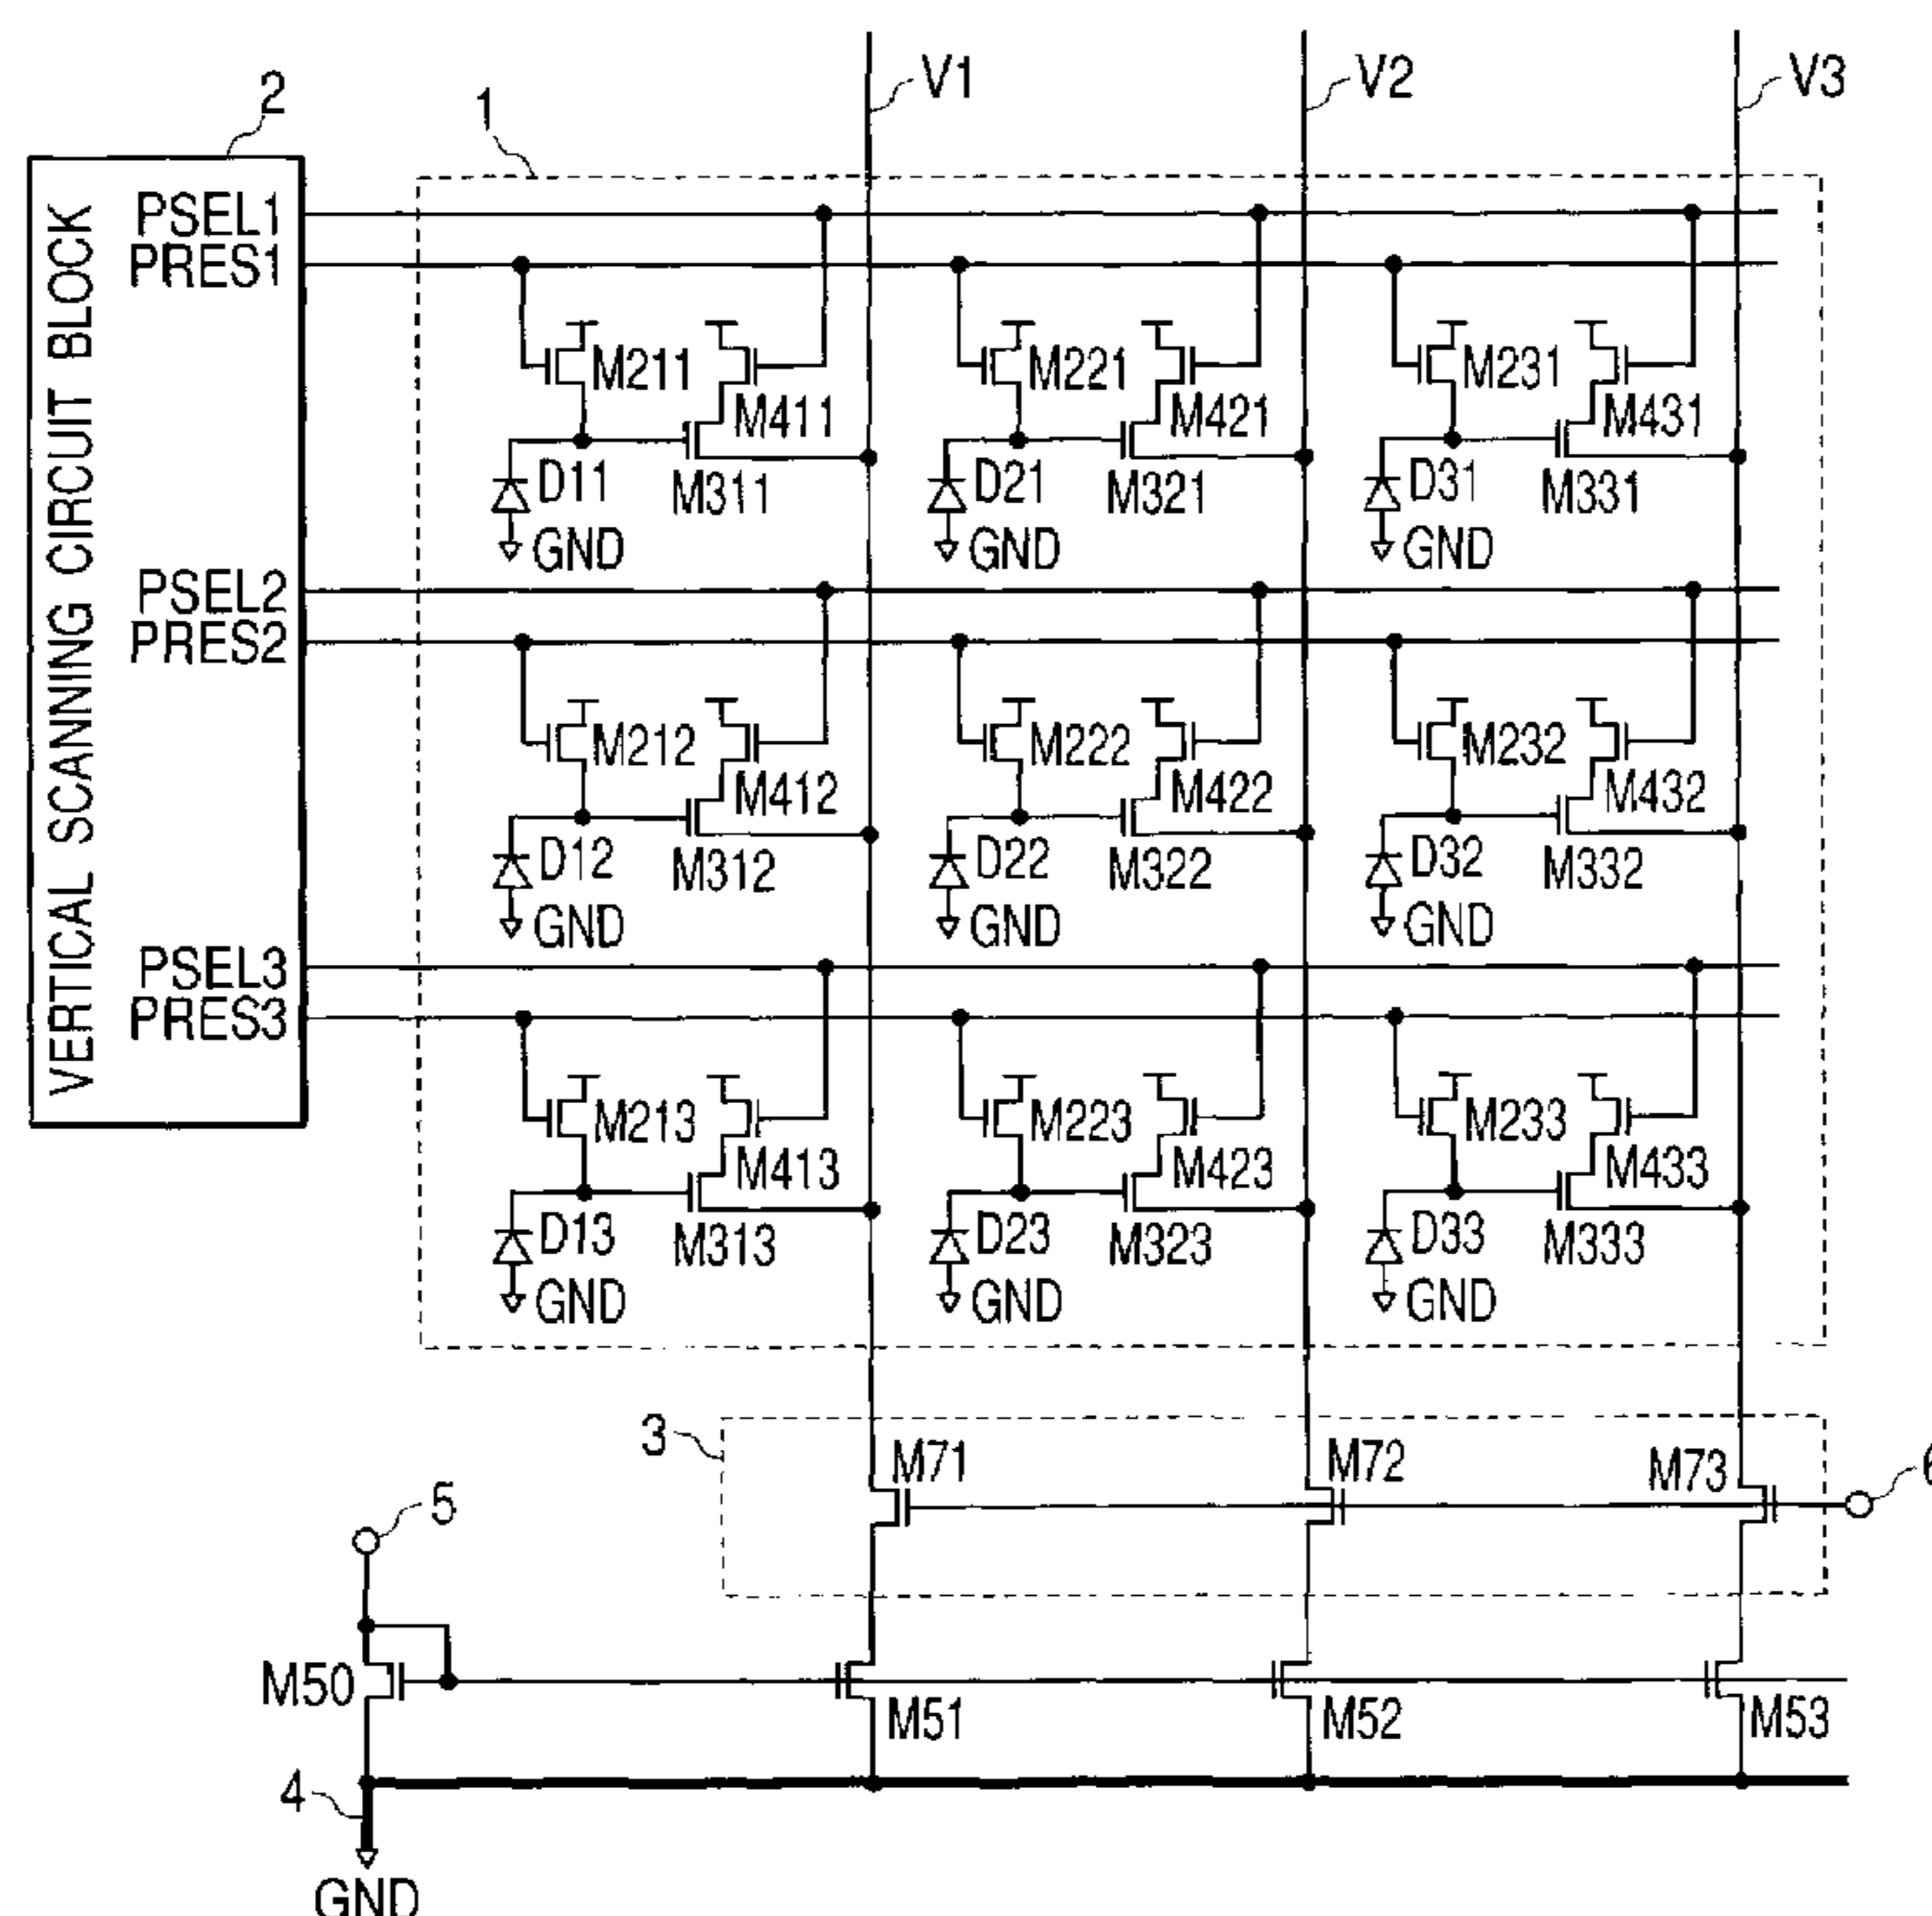 V1
V2
V3
2
1
VERTICAL SCANNING CIRCUIT BLOCK
PSEL1
PRES1
M211
M221
M231
M411
M421
M431
D11
M311
D21
M321
D31
M331
GND
GND
GND
PSEL2
PRES2
M212
M222
M232
M412
M422
M432
D12
M312
D22
M322
D32
M332
GND
GND
GND
PSEL3
PRES3
M213
M223
M233
M413
M423
M433
D13
M313
D23
M323
D33
M333
GND
GND
GND
3
M71
M72
M73
6
5
M50
M51
M52
M53
4
GND